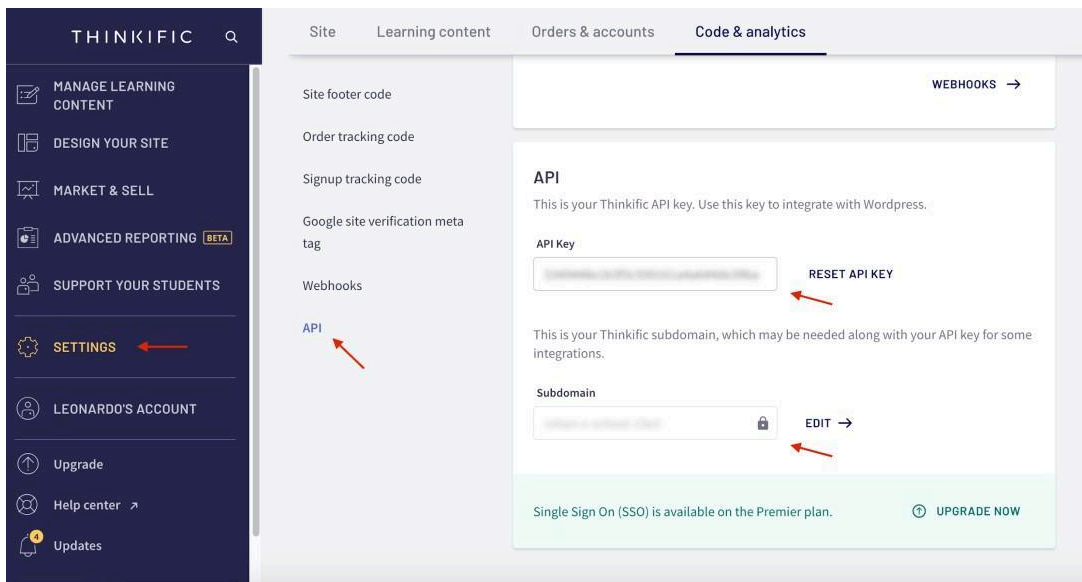 THINKIFIC
MANAGE LEARNING
CONTENT
DESIGN YOUR SITE
MARKET & SELL
ADVANCED REPORTING BETA
SUPPORT YOUR STUDENTS
SETTINGS
LEONARDO'S ACCOUNT
Upgrade
Help center
4
Updates
Site Learning content Orders & accounts Code & analytics
Site footer code
Order tracking code
Signup tracking code
Google site verification meta
tag
Webhooks
API
WEBHOOKS →
API
This is your Thinkific API key. Use this key to integrate with Wordpress.
API Key
RESET API KEY
This is your Thinkific subdomain, which may be needed along with your API key for some
integrations.
Subdomain
EDIT →
Single Sign On (SSO) is available on the Premier plan. UPGRADE NOW